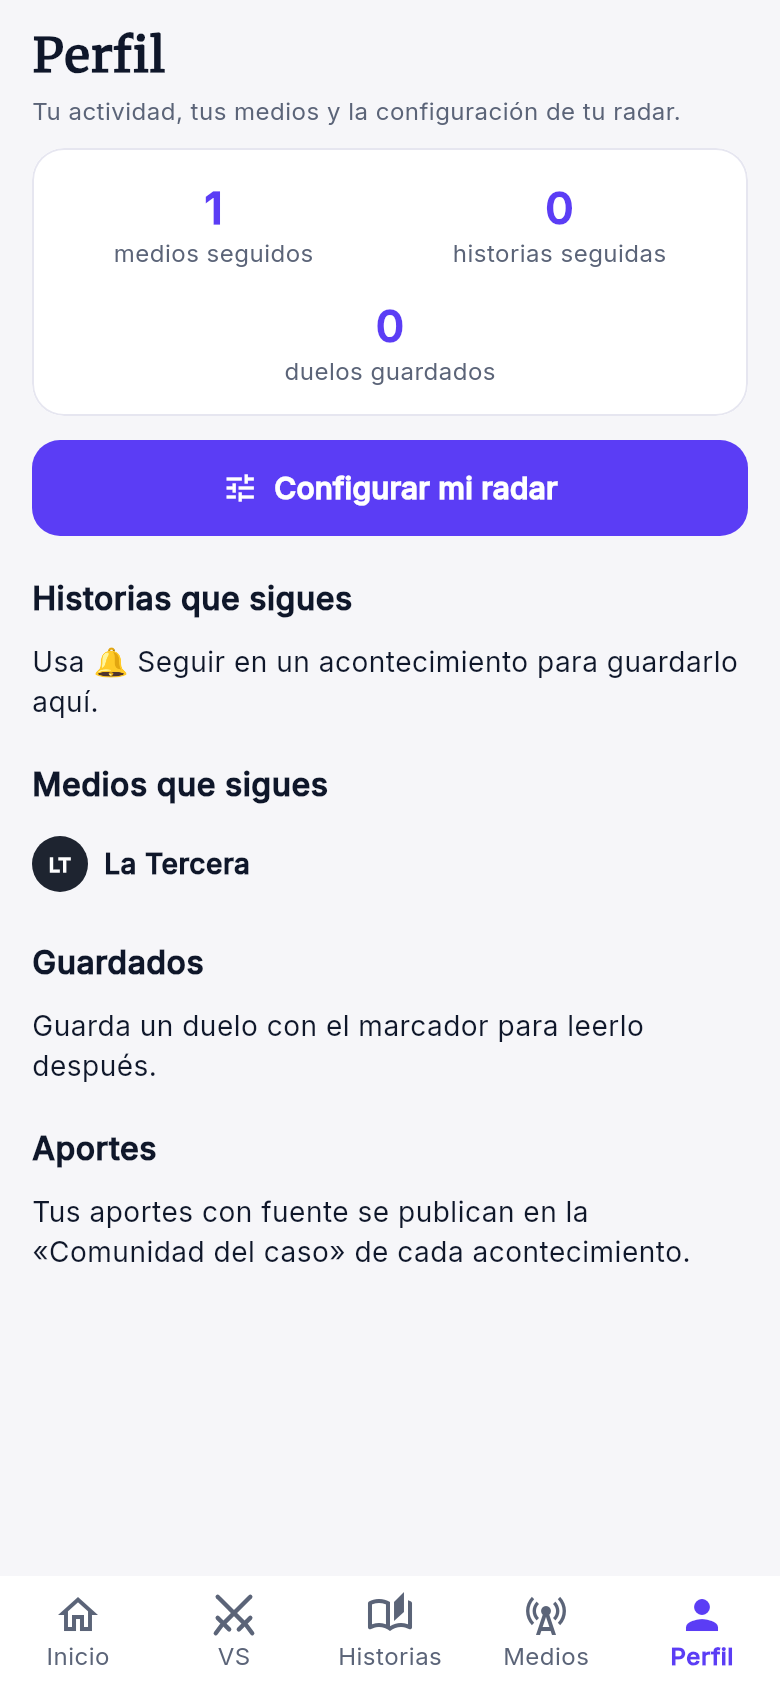 Perfil
Tu actividad, tus medios y la configuración de tu radar.
1
medios seguidos
0
historias seguidas
0
duelos guardados
Configurar mi radar
Historias que sigues
Usa 🔔 Seguir en un acontecimiento para guardarlo
aquí.
Medios que sigues
LT La Tercera
Guardados
Guarda un duelo con el marcador para leerlo
después.
Aportes
Tus aportes con fuente se publican en la
«Comunidad del caso» de cada acontecimiento.
Inicio
VS
Historias
Medios
Perfil